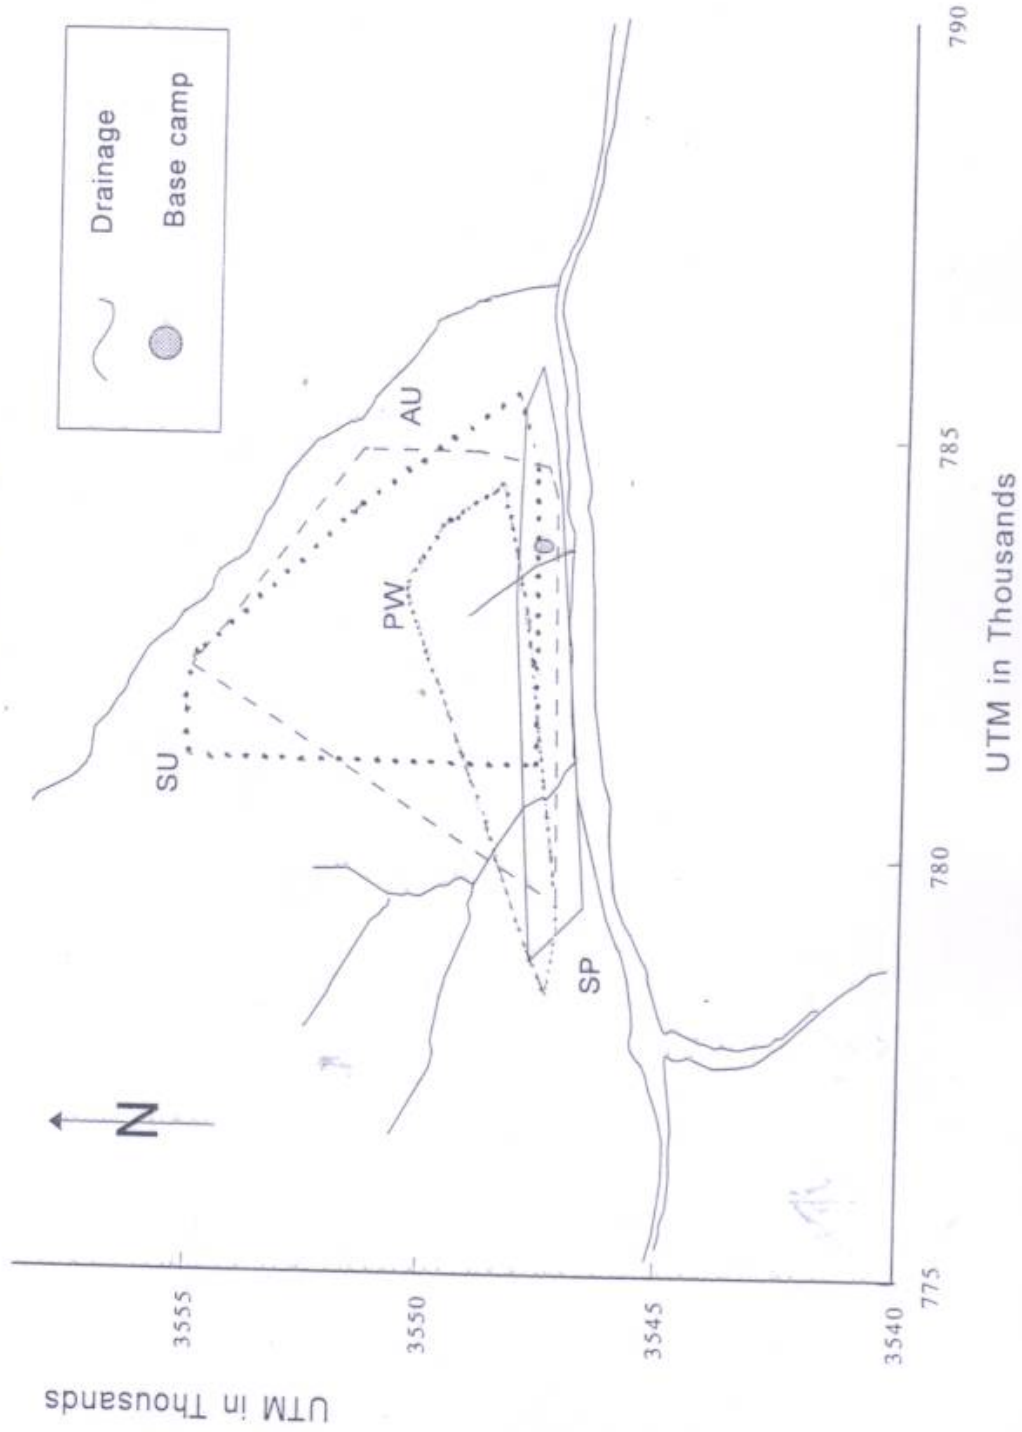 Drainage
Base camp
N
SU
AU
PW
SP
3555
3550
3545
3540
775
780
785
790
UTM in Thousands
UTM in Thousands